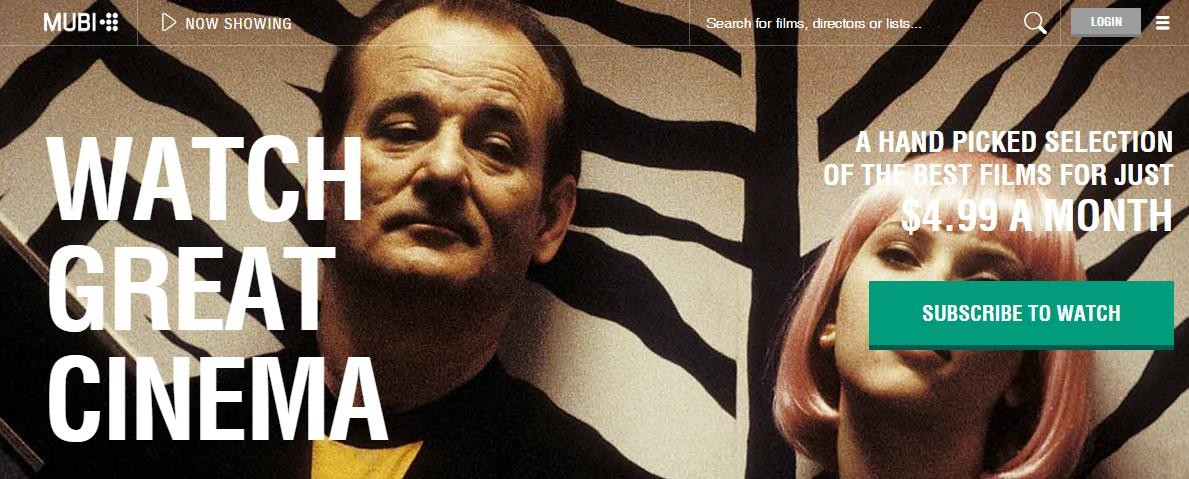 MUBI
NOW SHOWING
Search for films, directors or lists...
LOGIN
WATCH
GREAT
CINEMA
A HAND PICKED SELECTION
OF THE BEST FILMS FOR JUST
$4.99 A MONTH
SUBSCRIBE TO WATCH